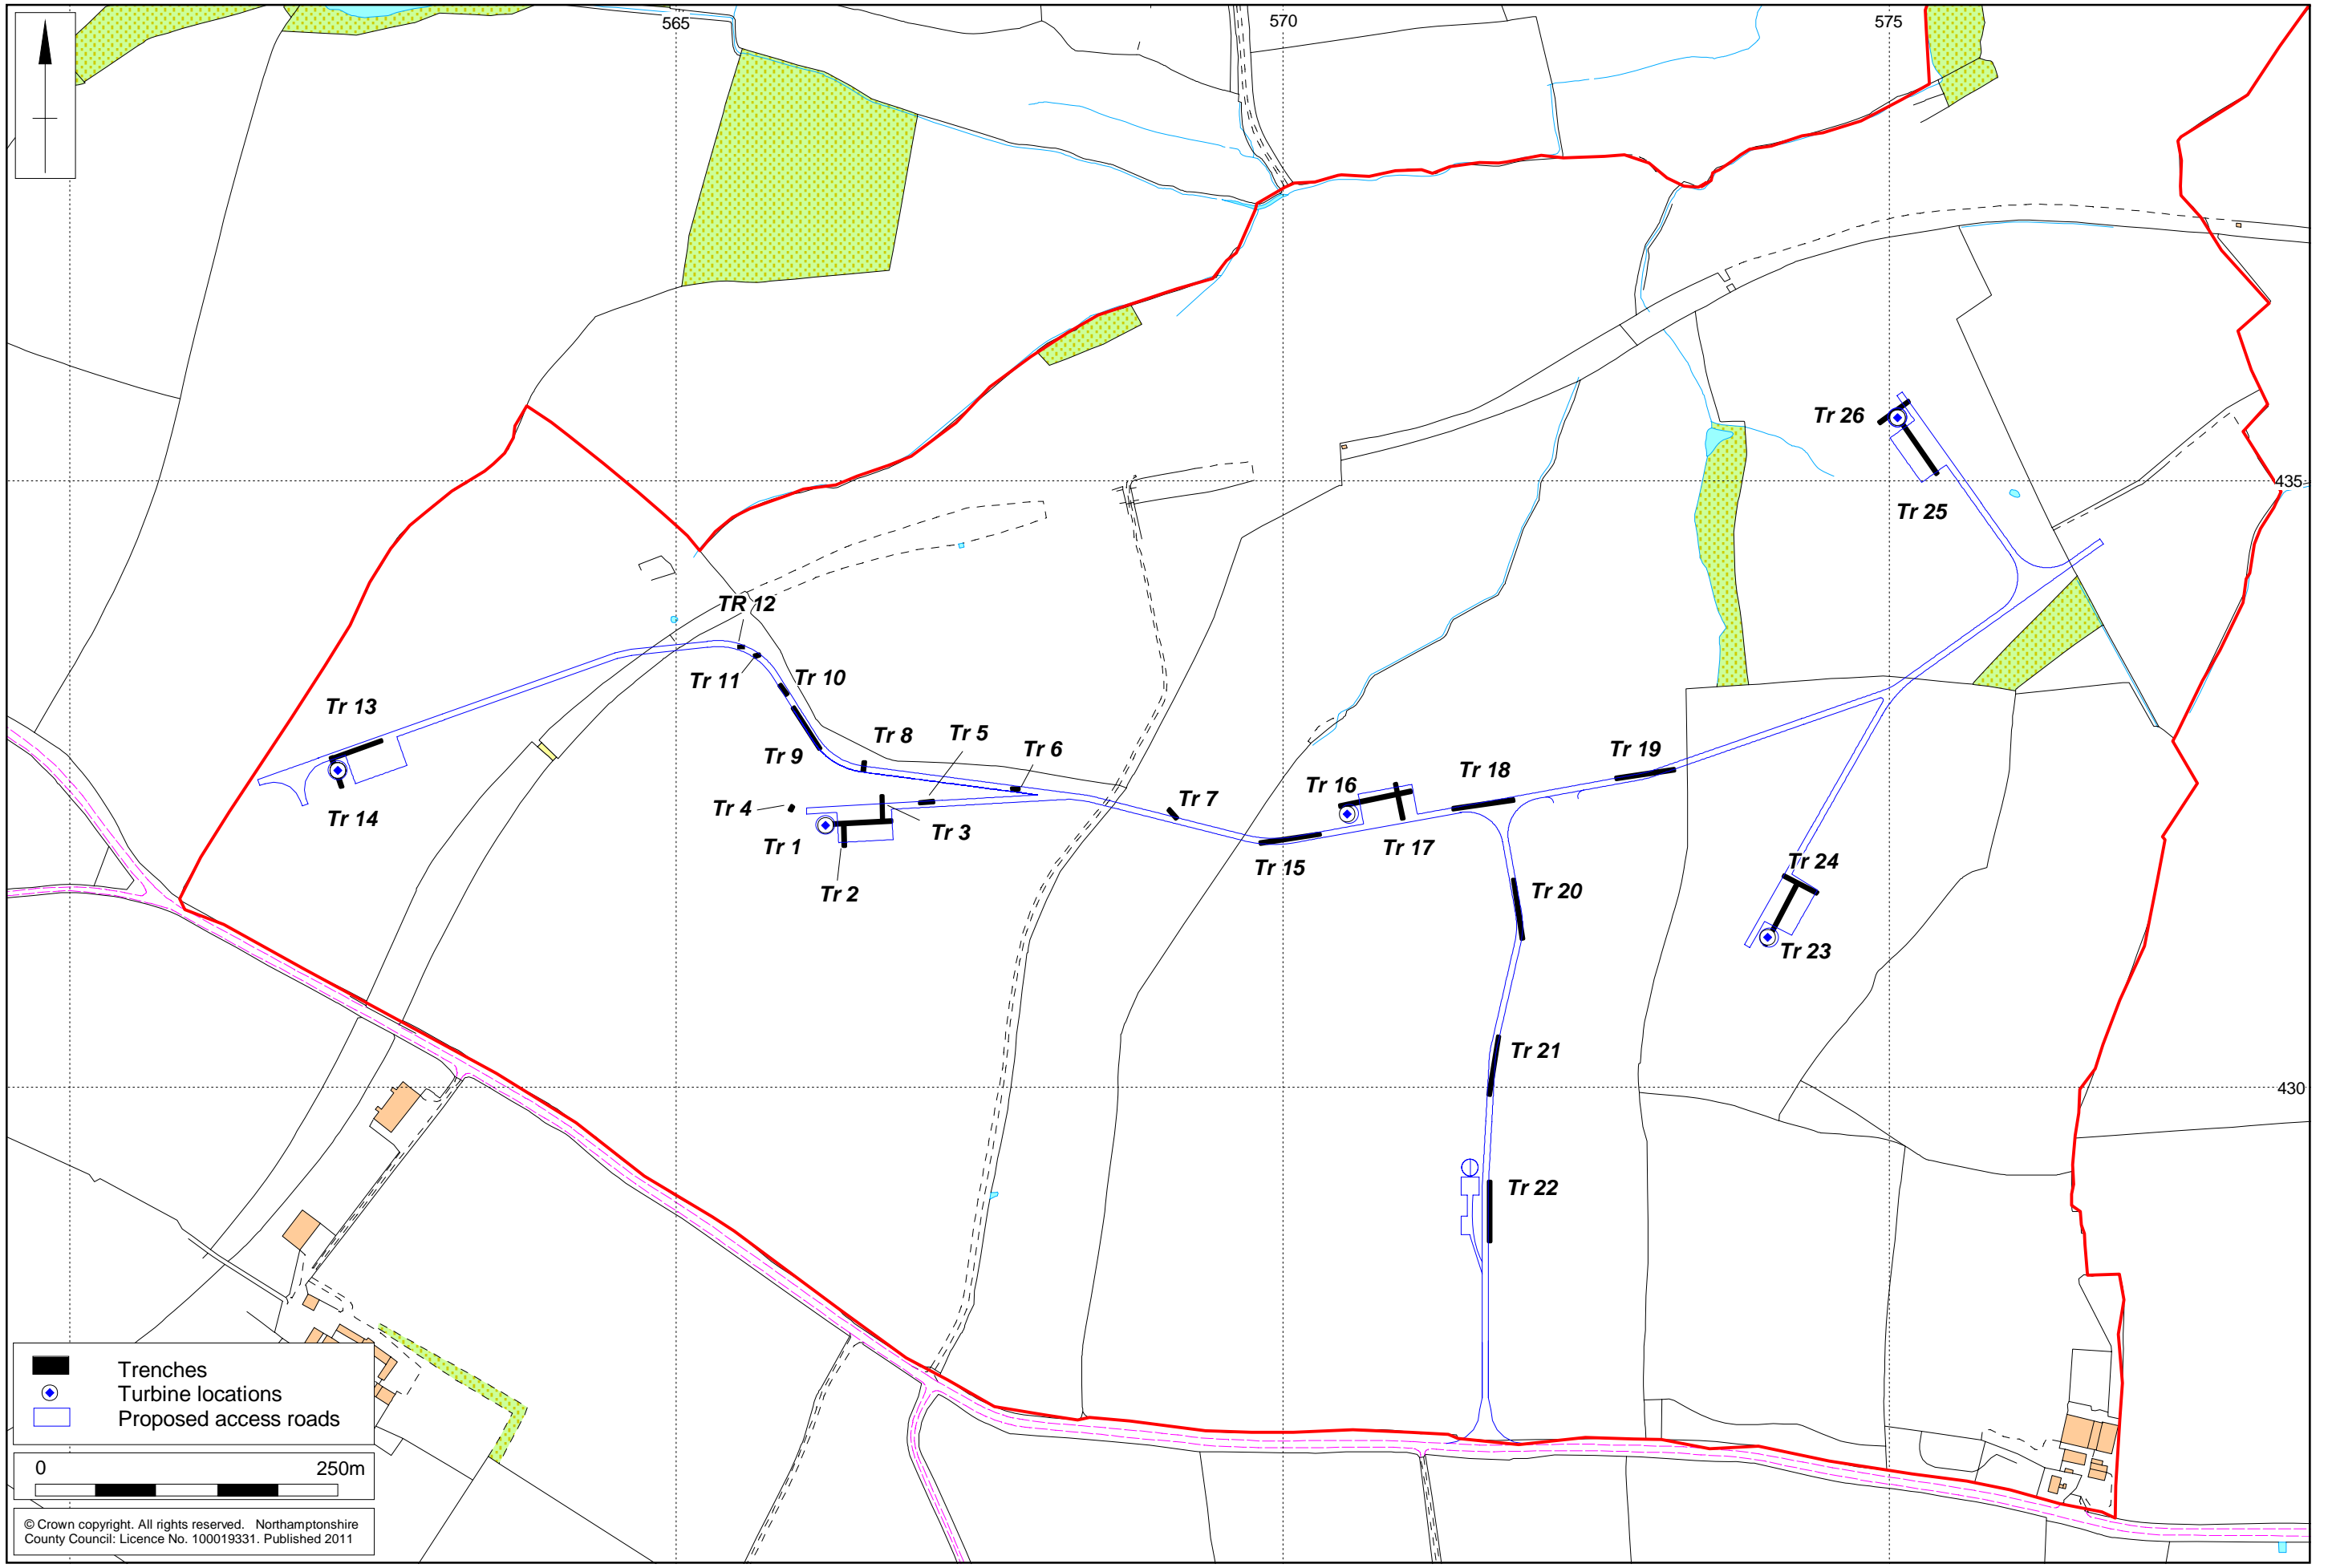 565
570
575
Tr 26
435
Tr 25
TR 12
Tr 11
Tr 10
Tr 13
Tr 9
Tr 8
Tr 5
Tr 6
Tr 19
Tr 18
Tr 16
Tr 7
Tr 4
Tr 14
Tr 3
Tr 1
Tr 17
Tr 15
Tr 24
Tr 2
Tr 20
Tr 23
Tr 21
430
Tr 22
Trenches
Turbine locations
Proposed access roads
0 250m
© Crown copyright. All rights reserved. Northamptonshire
County Council: Licence No. 100019331. Published 2011